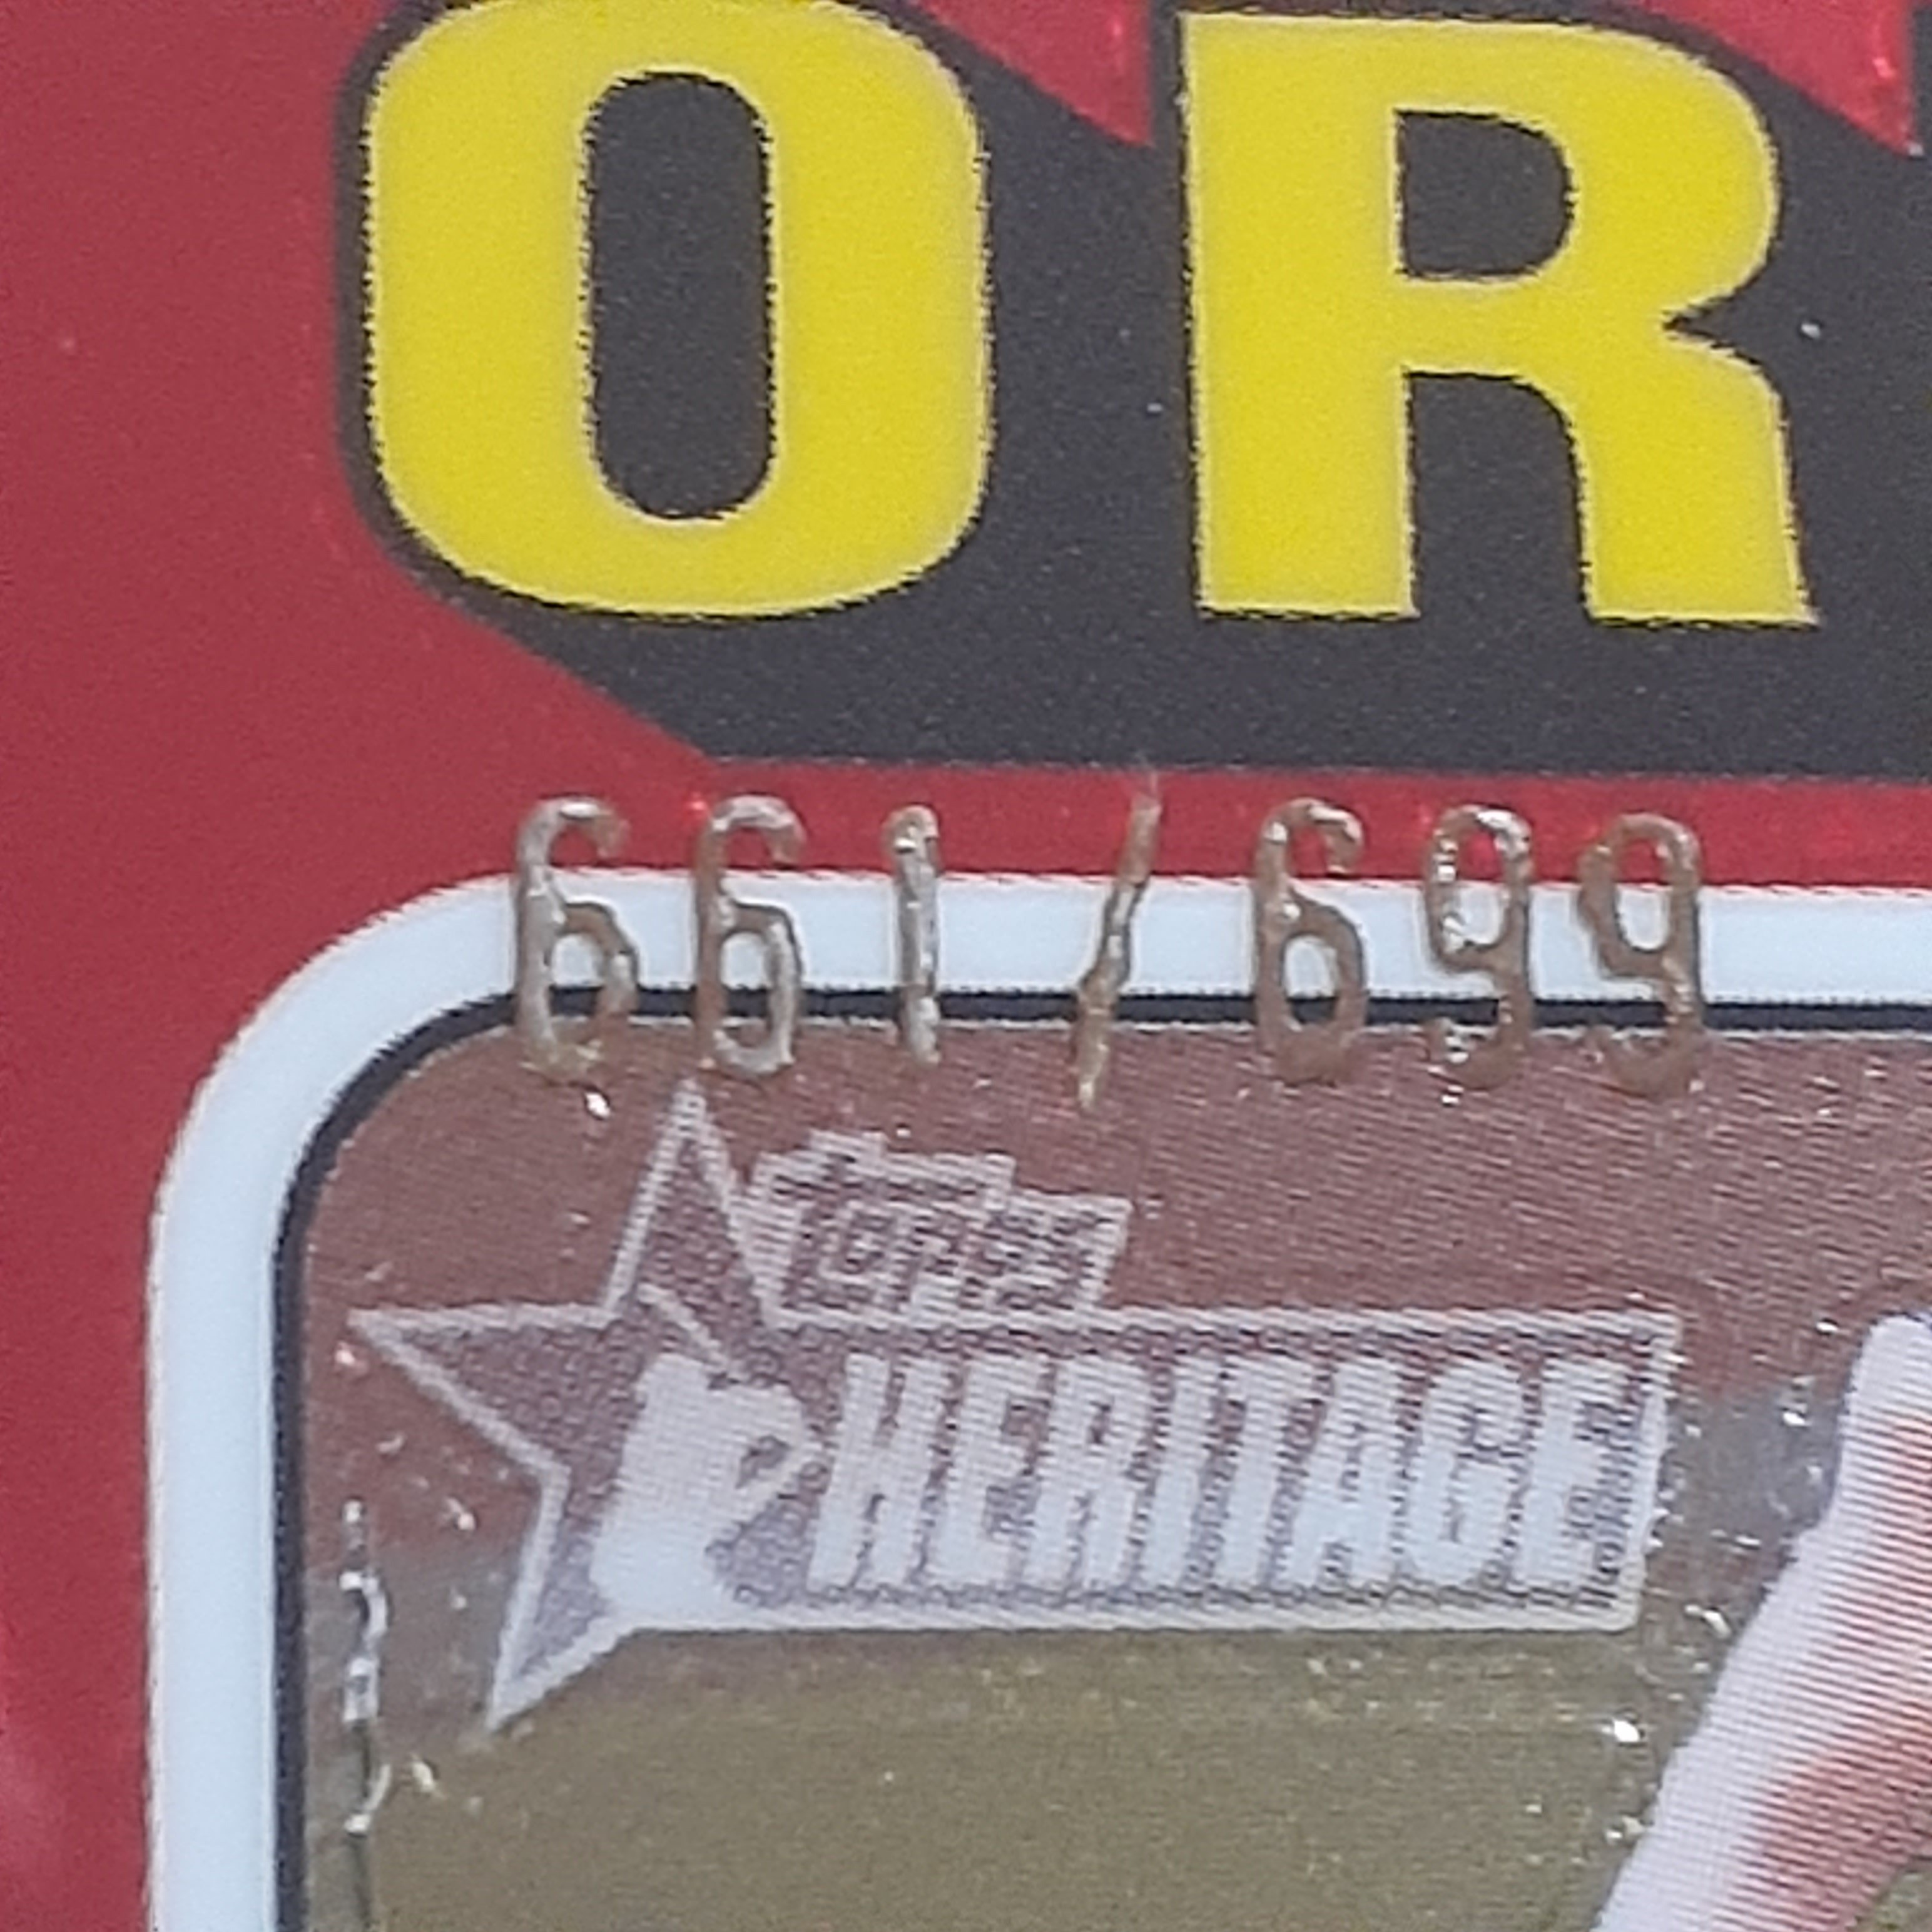 OR
661/699
Topps
HERITAGE